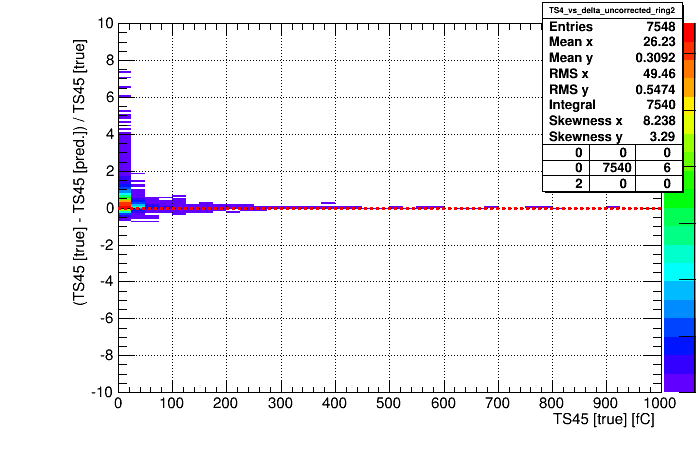 TS4_vs_delta_uncorrected_ring2
Entries 7548
Mean x 26.23
Mean y 0.3092
RMS x 49.46
RMS y 0.5474
Integral 7540
Skewness x 8.238
Skewness y 3.29
0 0 0
0 7540 6
2 0 0
(TS45 [true] - TS45 [pred.]) / TS45 [true]
10
8
6
4
2
0
-2
-4
-6
-8
-10
0 100 200 300 400 500 600 700 800 900 1000
TS45 [true] [fC]